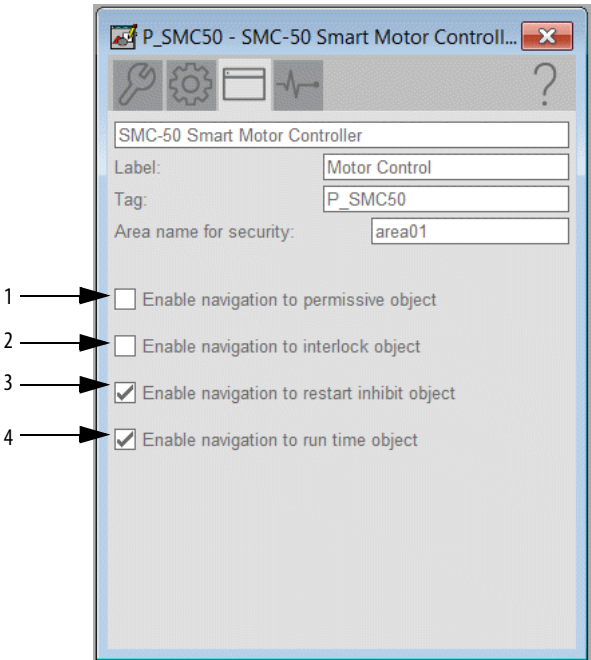 P_SMC50 - SMC-50 Smart Motor Controll...
?
SMC-50 Smart Motor Controller
Label: Motor Control
Tag: P_SMC50
Area name for security: area01
1 Enable navigation to permissive object
2 Enable navigation to interlock object
3 Enable navigation to restart inhibit object
4 Enable navigation to run time object